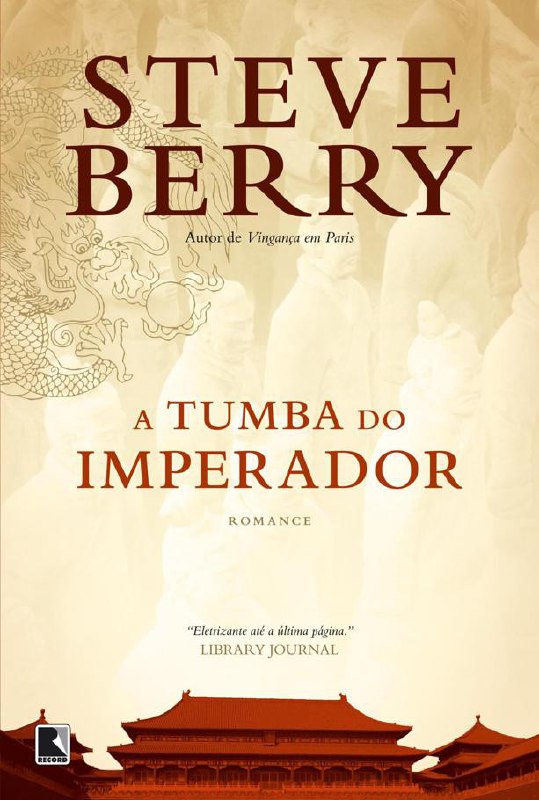 STEVE
BERRY
Autor de Vingança em Paris
A TUMBA DO
IMPERADOR
ROMANCE
“Eletrizante até a última página.”
LIBRARY JOURNAL
R
RECORD